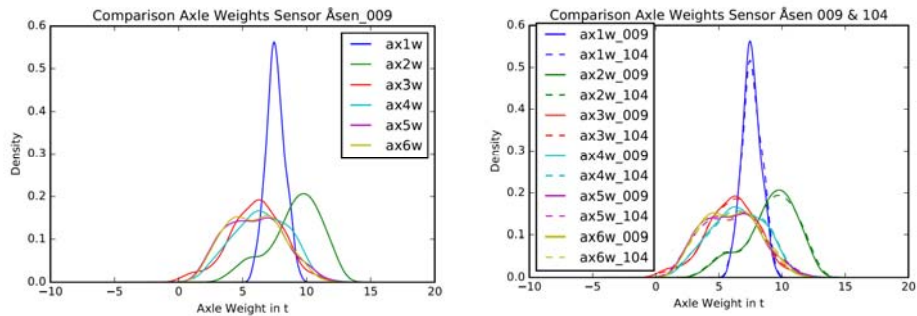 Comparison Axle Weights Sensor Åsen_009
0.6
0.5
0.4
0.3
0.2
0.1
0.0
Density
−10
−5
0
5
10
15
20
Axle Weight in t
ax1w
ax2w
ax3w
ax4w
ax5w
ax6w
Comparison Axle Weights Sensor Åsen 009 & 104
0.6
0.5
0.4
0.3
0.2
0.1
0.0
Density
−10
−5
0
5
10
15
20
Axle Weight in t
ax1w_009
ax1w_104
ax2w_009
ax2w_104
ax3w_009
ax3w_104
ax4w_009
ax4w_104
ax5w_009
ax5w_104
ax6w_009
ax6w_104